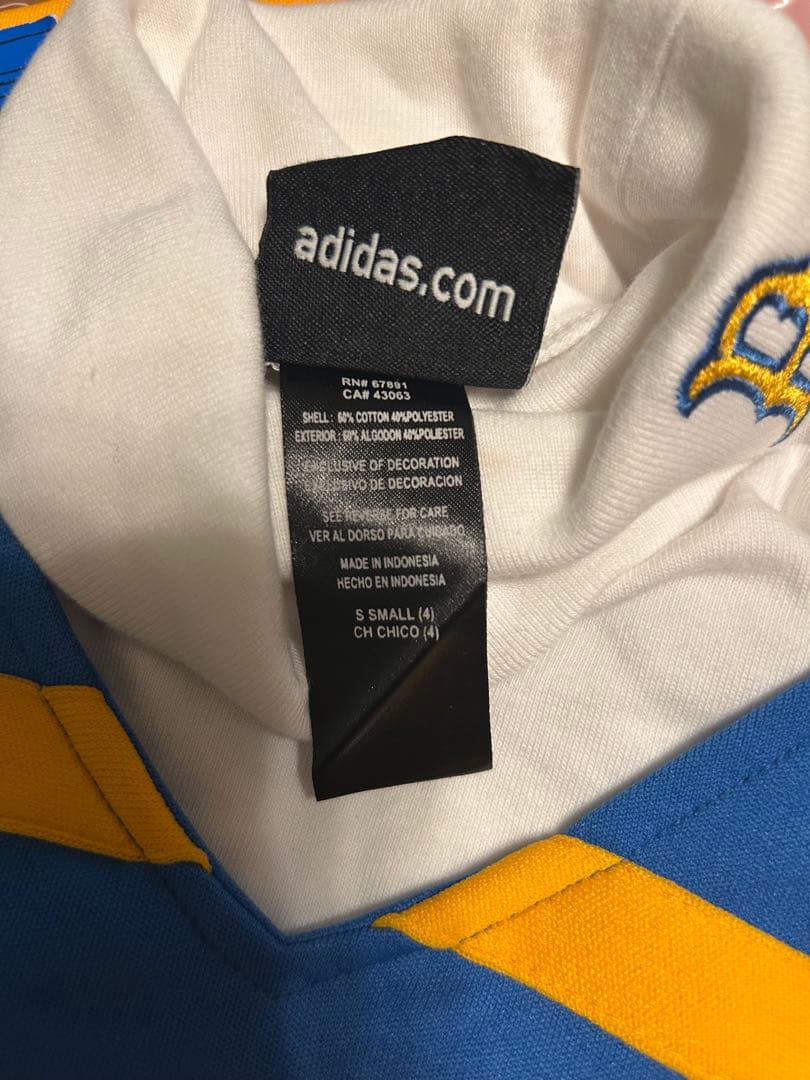 adidas.com
RN# 67891
CA# 43063
SHELL : 60% COTTON 40%POLYESTER
EXTERIOR : 60% ALGODON 40%POLIESTER
EXCLUSIVE OF DECORATION
EXCLUSIVO DE DECORACION
SEE REVERSE FOR CARE
VER AL DORSO PARA CUIDADO
MADE IN INDONESIA
HECHO EN INDONESIA
S SMALL (4)
CH CHICO (4)
B